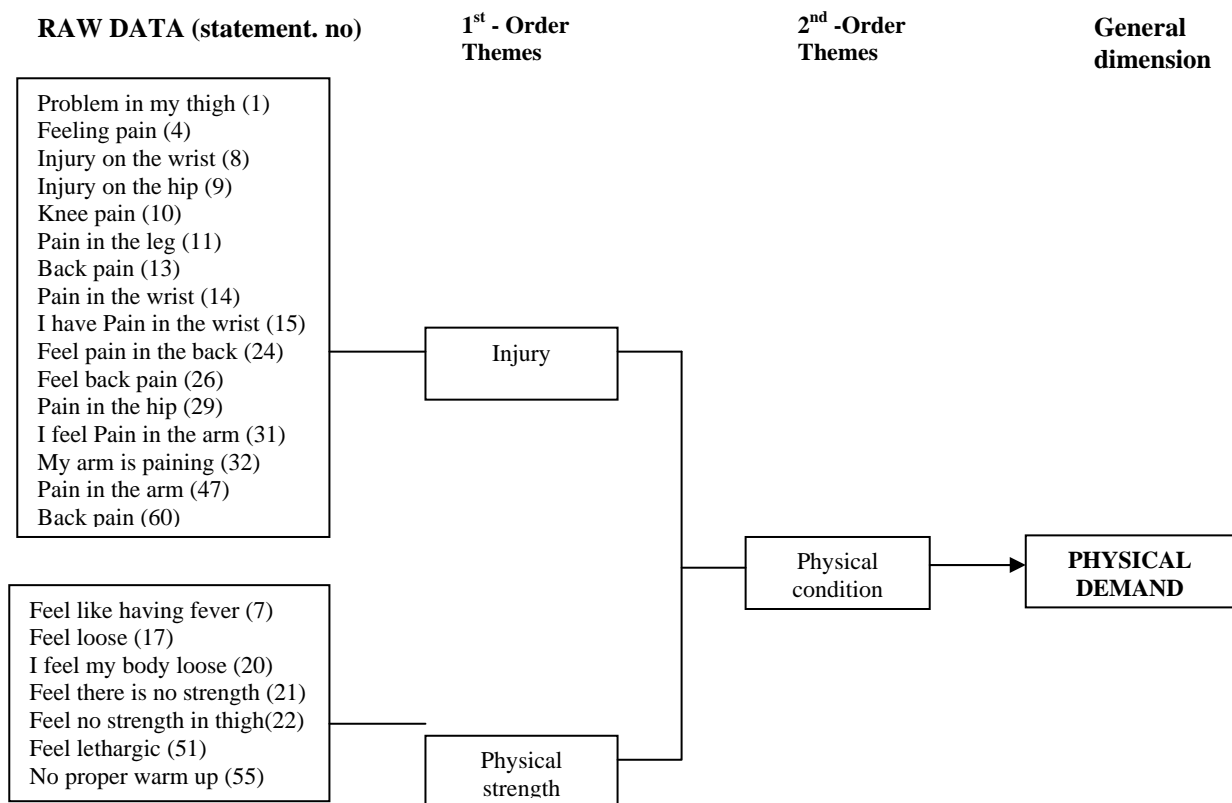 RAW DATA (statement. no)
1st - Order
Themes
2nd -Order
Themes
General
dimension
Problem in my thigh (1)
Feeling pain (4)
Injury on the wrist (8)
Injury on the hip (9)
Knee pain (10)
Pain in the leg (11)
Back pain (13)
Pain in the wrist (14)
I have Pain in the wrist (15)
Feel pain in the back (24)
Feel back pain (26)
Pain in the hip (29)
I feel Pain in the arm (31)
My arm is paining (32)
Pain in the arm (47)
Back pain (60)
Injury
Physical
condition
PHYSICAL
DEMAND
Feel like having fever (7)
Feel loose (17)
I feel my body loose (20)
Feel there is no strength (21)
Feel no strength in thigh(22)
Feel lethargic (51)
No proper warm up (55)
Physical
strength